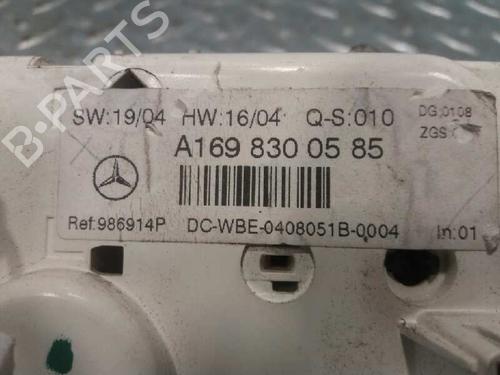 B-PARTS
SW:19/04 HW:16/04 Q-S:010 DG:0108
ZGS
A169 830 05 85
Ref:986914P DC-WBE-0408051B-0004 In:01